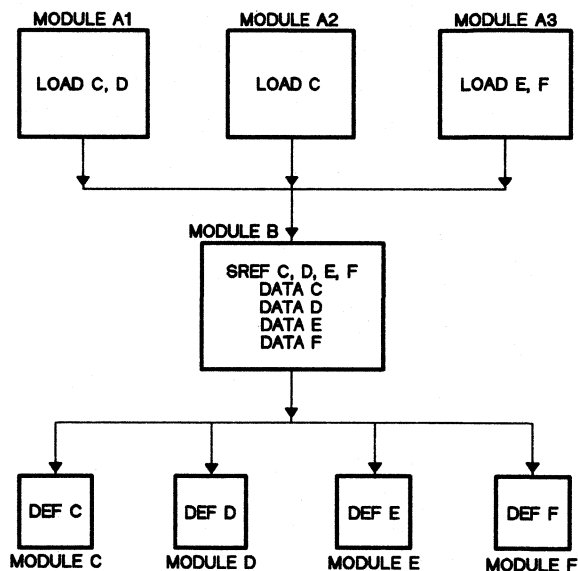 MODULE A1
MODULE A2
MODULE A3
LOAD C, D
LOAD C
LOAD E, F
MODULE B
SREF C, D, E, F
DATA C
DATA D
DATA E
DATA F
DEF C
DEF D
DEF E
DEF F
MODULE C
MODULE D
MODULE E
MODULE F